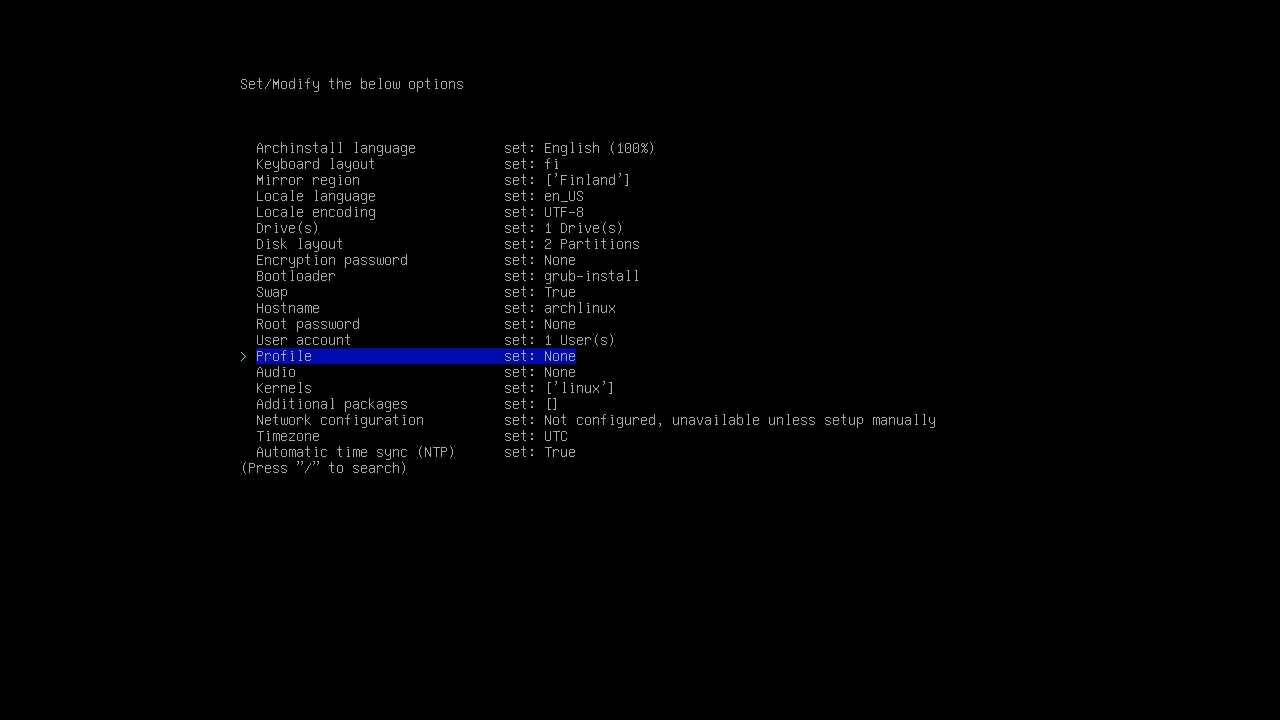 Set/Modify the below options
Archinstall language set: English (100%)
Keyboard layout set: fi
Mirror region set: ['Finland']
Locale language set: en_US
Locale encoding set: UTF-8
Drive(s) set: 1 Drive(s)
Disk layout set: 2 Partitions
Encryption password set: None
Bootloader set: grub-install
Swap set: True
Hostname set: archlinux
Root password set: None
User account set: 1 User(s)
> Profile set: None
Audio set: None
Kernels set: ['linux']
Additional packages set: []
Network configuration set: Not configured, unavailable unless setup manually
Timezone set: UTC
Automatic time sync (NTP) set: True
(Press "/" to search)